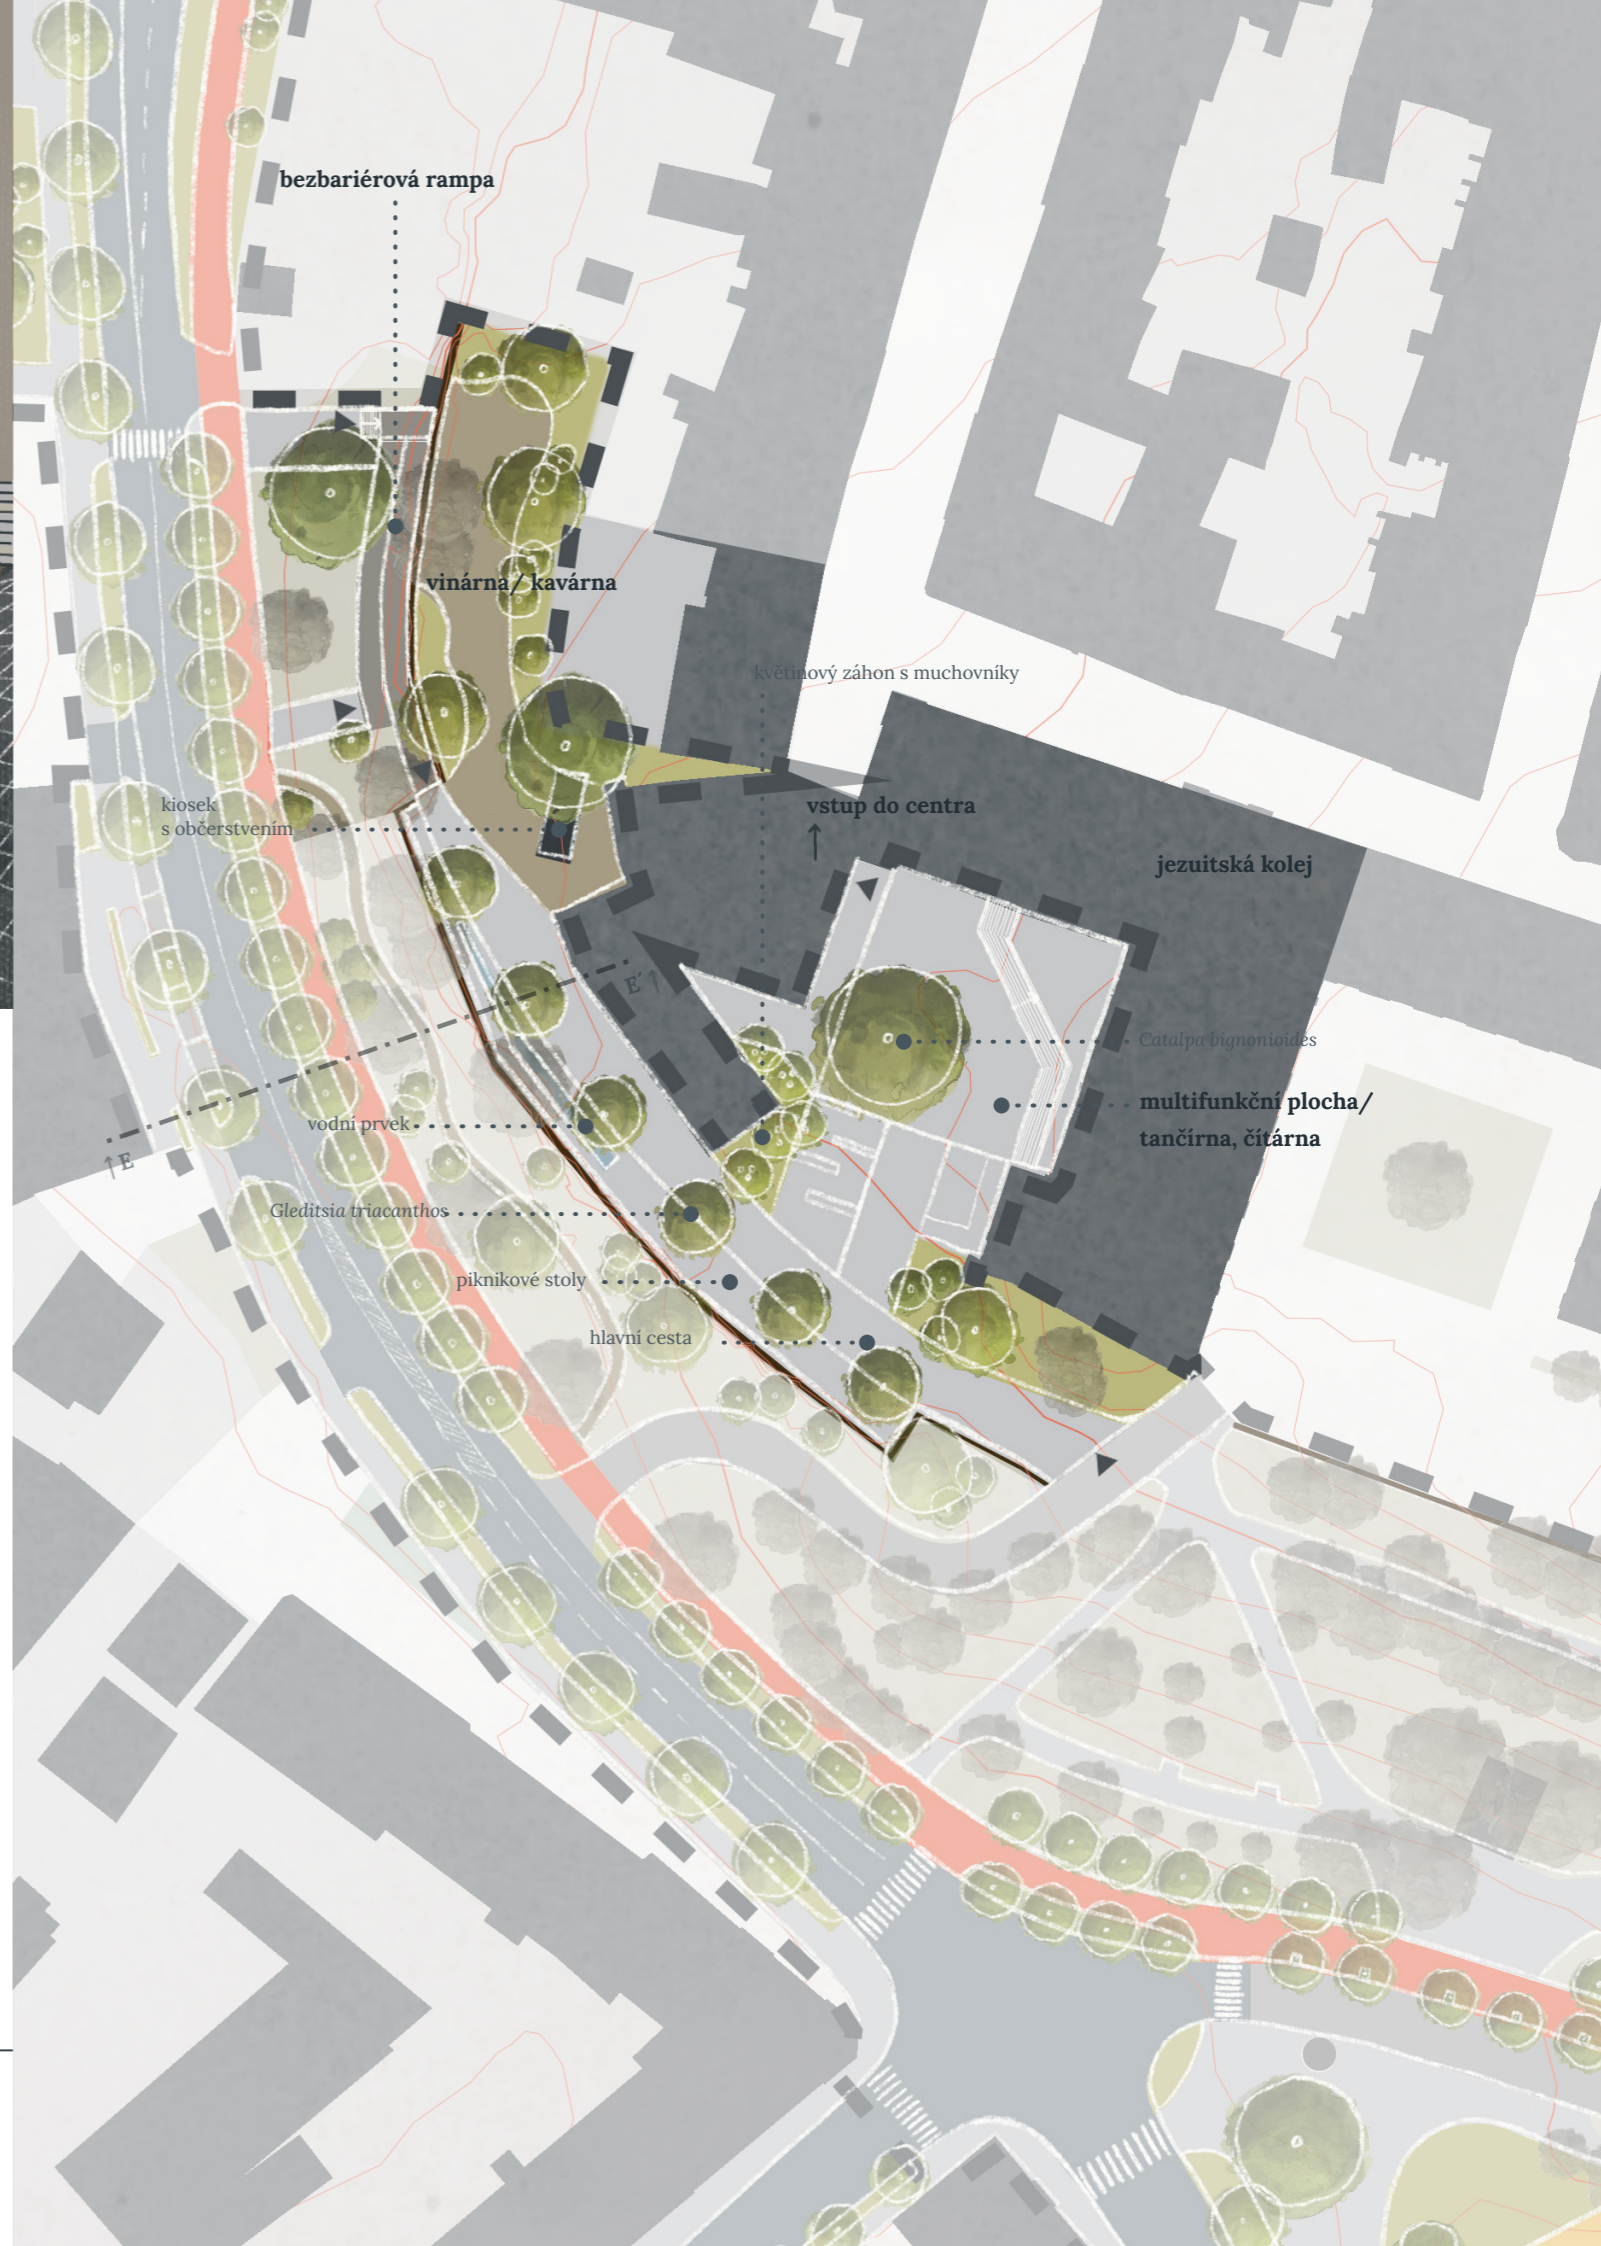 bezbariérová rampa
vinárna/ kavárna
květinový záhon s muchovníky
kiosek
s občerstvením
vstup do centra
jezuitská kolej
E´
Catalpa bignonioides
multifunkční plocha/
tančírna, čítárna
vodní prvek
E
Gleditsia triacanthos
piknikové stoly
hlavní cesta